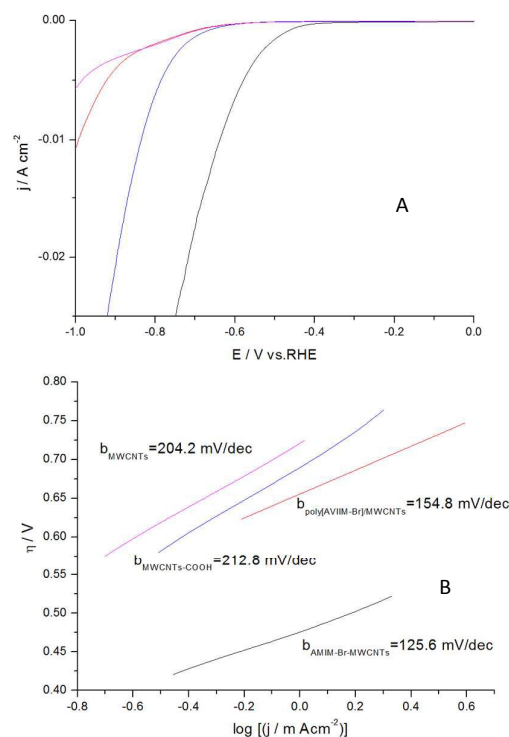 0.00
-0.01
-0.02
j / A cm-2
A
-1.0 -0.8 -0.6 -0.4 -0.2 0.0
E / V vs.RHE
0.80
0.75
0.70
0.65
0.60
0.55
0.50
0.45
0.40
η / V
bMWCNTs=204.2 mV/dec
bpoly[AVIIM-Br]/MWCNTs=154.8 mV/dec
bMWCNTs-COOH=212.8 mV/dec
B
bAMIM-Br-MWCNTs=125.6 mV/dec
-0.8 -0.6 -0.4 -0.2 0.0 0.2 0.4 0.6
log [(j / m Acm-2)]